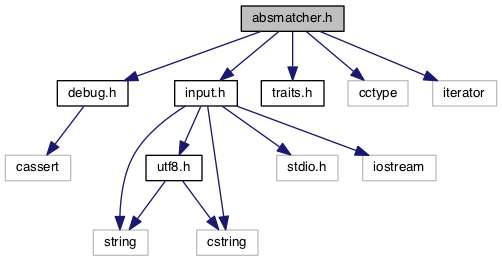 absmatcher.h
debug.h
input.h
traits.h
cctype
iterator
cassert
utf8.h
stdio.h
iostream
string
cstring